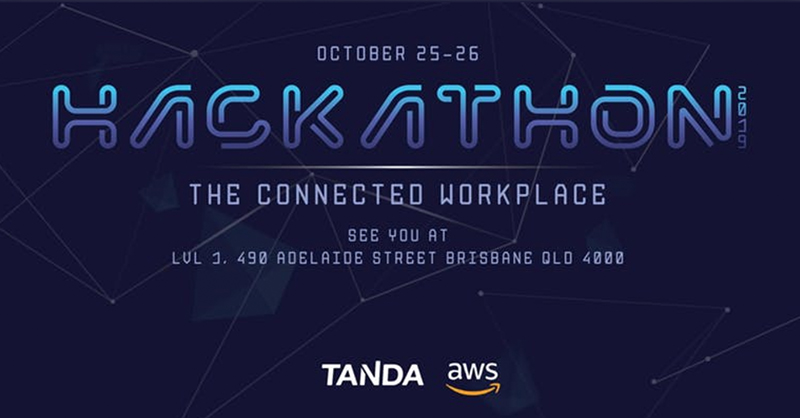 OCTOBER 25-26
HACKATHON 2019
THE CONNECTED WORKPLACE
SEE YOU AT
LVL 1, 490 ADELAIDE STREET BRISBANE QLD 4000
TANDA aws